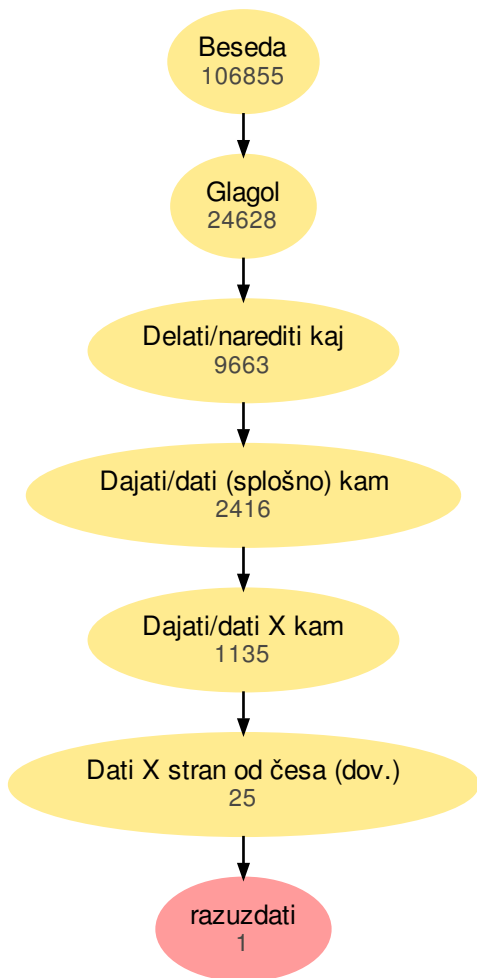 Beseda
106855
Glagol
24628
Delati/narediti kaj
9663
Dajati/dati (splošno) kam
2416
Dajati/dati X kam
1135
Dati X stran od česa (dov.)
25
razuzdati
1